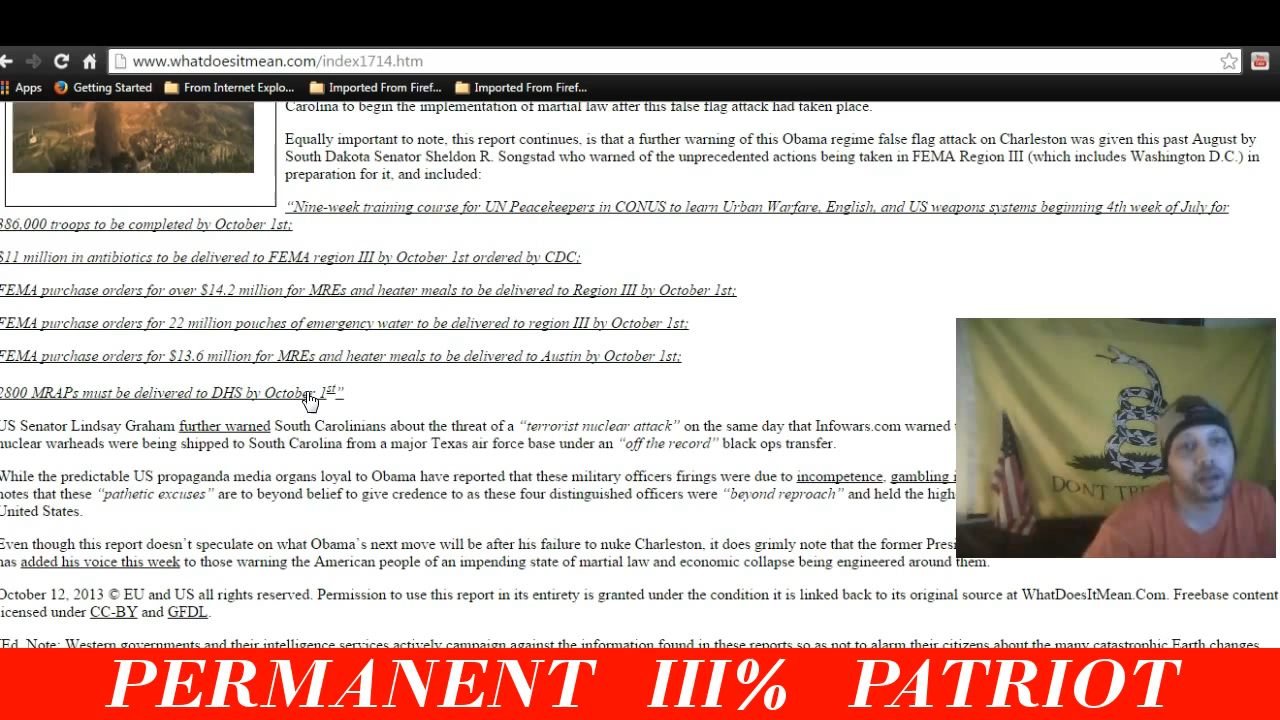 www.whatdoesitmean.com/index1714.htm
Apps Getting Started From Internet Explo... Imported From Firef... Imported From Firef...
Carolina to begin the implementation of martial law after this false flag attack had taken place.
Equally important to note, this report continues, is that a further warning of this Obama regime false flag attack on Charleston was given this past August by
South Dakota Senator Sheldon R. Songstad who warned of the unprecedented actions being taken in FEMA Region III (which includes Washington D.C.) in
preparation for it, and included:
“Nine-week training course for UN Peacekeepers in CONUS to learn Urban Warfare, English, and US weapons systems beginning 4th week of July for
386,000 troops to be completed by October 1st;
$11 million in antibiotics to be delivered to FEMA region III by October 1st ordered by CDC;
FEMA purchase orders for over $14.2 million for MREs and heater meals to be delivered to Region III by October 1st;
FEMA purchase orders for 22 million pouches of emergency water to be delivered to region III by October 1st;
FEMA purchase orders for $13.6 million for MREs and heater meals to be delivered to Austin by October 1st;
2800 MRAPs must be delivered to DHS by October 1st”
US Senator Lindsay Graham further warned South Carolinians about the threat of a “terrorist nuclear attack” on the same day that Infowars.com warned
nuclear warheads were being shipped to South Carolina from a major Texas air force base under an “off the record” black ops transfer.
While the predictable US propaganda media organs loyal to Obama have reported that these military officers firings were due to incompetence, gambling
notes that these “pathetic excuses” are to beyond belief to give credence to as these four distinguished officers were “beyond reproach” and held the high
United States.
Even though this report doesn’t speculate on what Obama’s next move will be after his failure to nuke Charleston, it does grimly note that the former Presi
has added his voice this week to those warning the American people of an impending state of martial law and economic collapse being engineered around them.
October 12, 2013 © EU and US all rights reserved. Permission to use this report in its entirety is granted under the condition it is linked back to its original source at WhatDoesItMean.Com. Freebase content
licensed under CC-BY and GFDL.
[Ed. Note: Western governments and their intelligence services actively campaign against the information found in these reports so as not to alarm their citizens about the many catastrophic Earth changes
DONT TRE
PERMANENT III% PATRIOT